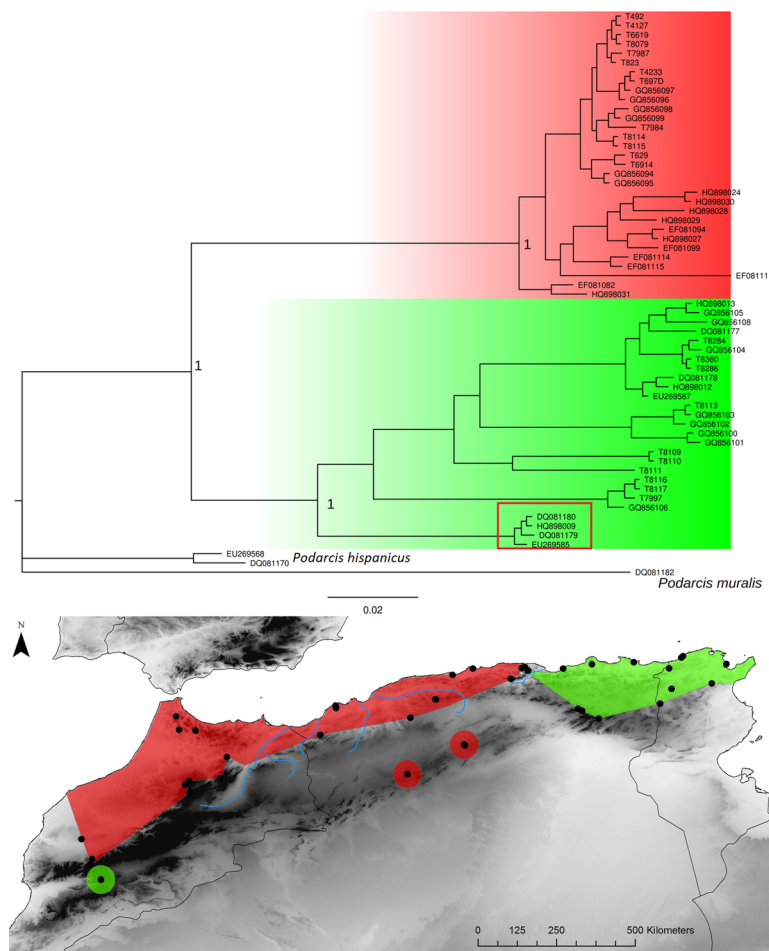 T492
T4127
T6619
T8079
T7987
T823
T4233
T697D
GQ856097
GQ856096
GQ856098
GQ856099
T7984
T8114
T8115
T629
T6914
GQ856094
GQ856095
HQ898024
HQ898030
HQ898028
HQ898029
EF081094
HQ898027
EF081099
EF081114
EF081115
EF08111
EF081082
HQ898031
1
HQ898013
GQ856105
GQ856108
DQ081177
T6284
GQ856104
T6360
T6286
DQ081178
HQ898012
EU269587
T8113
GQ856103
GQ856102
GQ856100
GQ856101
T8109
T8110
T8111
T8116
T8117
T7997
GQ856106
DQ081180
HQ898009
DQ081179
EU269585
1
1
EU269568
DQ081170
Podarcis hispanicus
DQ081182
Podarcis muralis
0.02
N
0 125 250 500 Kilometers